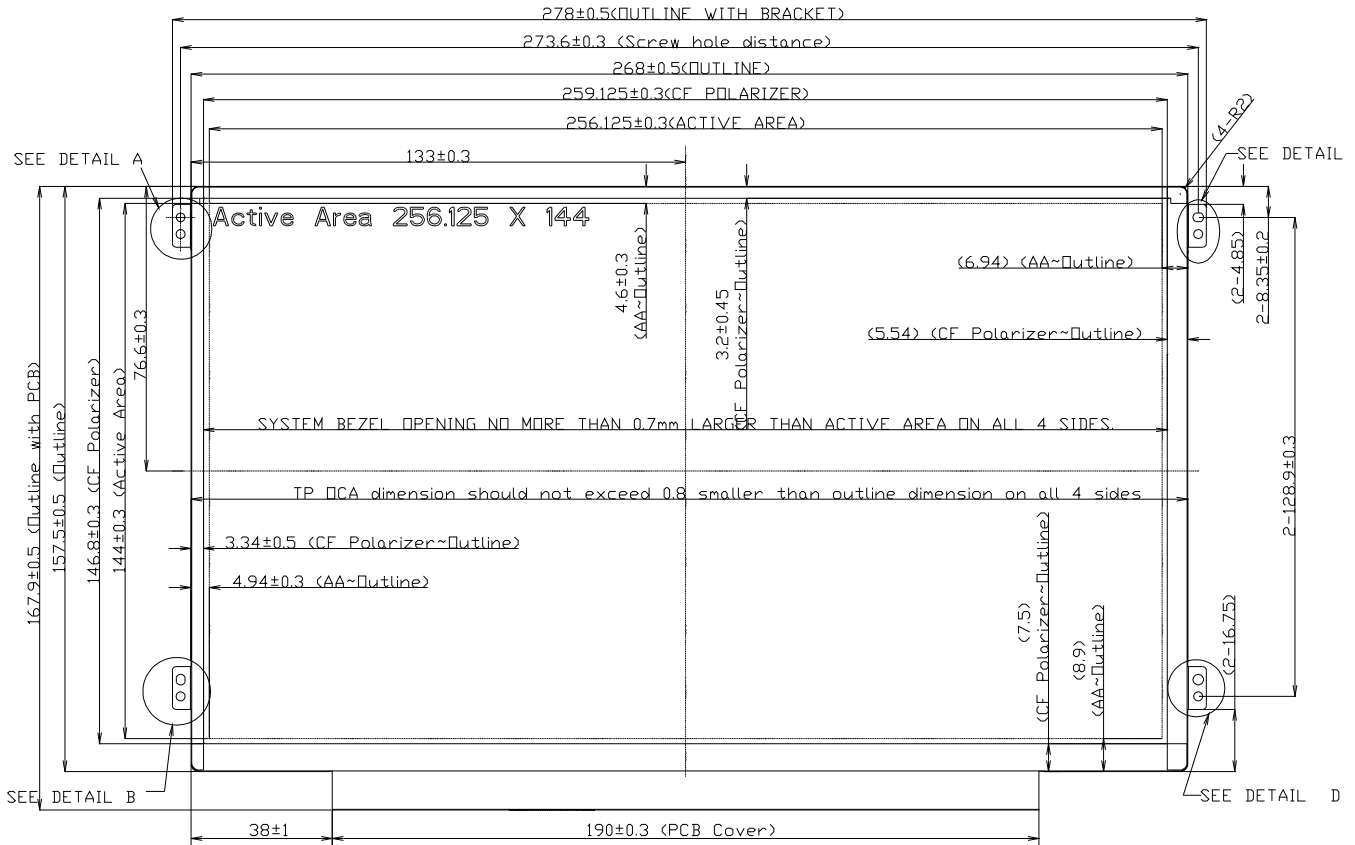 278±0.5(OUTLINE WITH BRACKET)
273.6±0.3 (Screw hole distance)
268±0.5(OUTLINE)
259.125±0.3(CF POLARIZER)
256.125±0.3(ACTIVE AREA)
133±0.3
(4-R2)
SEE DETAIL A
SEE DETAIL
Active Area 256.125 X 144
4.6±0.3
(AA~Outline)
3.2±0.45
(CF Polarizer~Outline)
(6.94) (AA~Outline)
(5.54) (CF Polarizer~Outline)
(2-4.85)
2-8.35±0.2
76.6±0.3
167.9±0.5 (Outline with PCB)
157.5±0.5 (Outline)
146.8±0.3 (CF Polarizer)
144±0.3 (Active Area)
SYSTEM BEZEL OPENING NO MORE THAN 0.7mm LARGER THAN ACTIVE AREA ON ALL 4 SIDES.
TP OCA dimension should not exceed 0.8 smaller than outline dimension on all 4 sides
2-128.9±0.3
3.34±0.5 (CF Polarizer~Outline)
4.94±0.3 (AA~Outline)
(7.5)
(CF Polarizer~Outline)
(8.9)
(AA~Outline)
(2-16.75)
SEE DETAIL B
SEE DETAIL D
38±1
190±0.3 (PCB Cover)